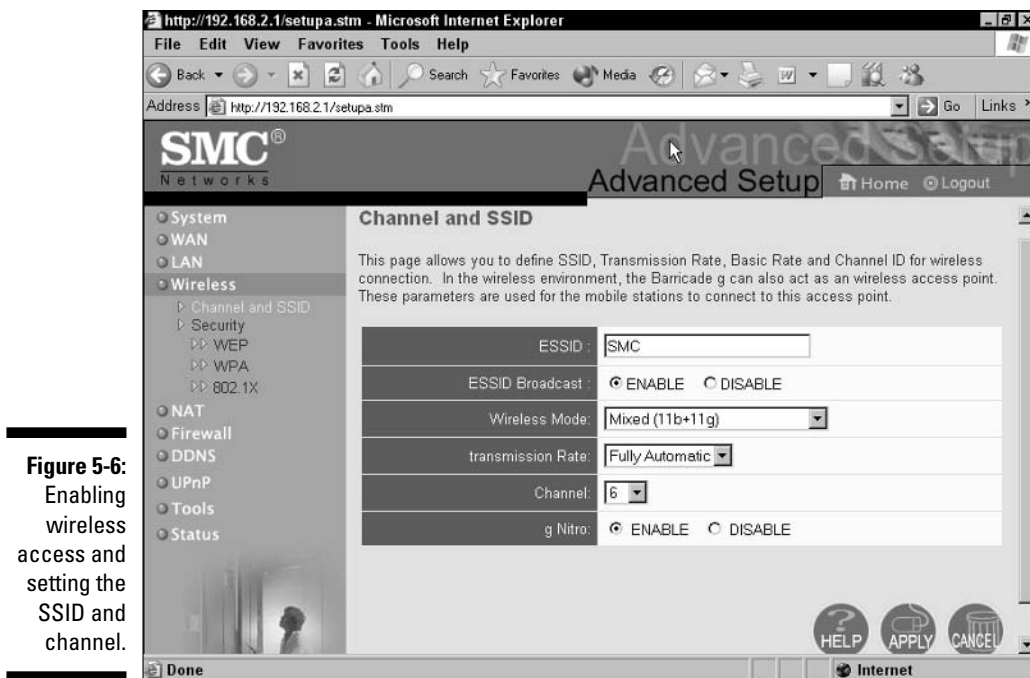 http://192.168.2.1/setupa.stm - Microsoft Internet Explorer
File Edit View Favorites Tools Help
Back Search Favorites Media
Address http://192.168.2.1/setupa.stm Go Links
SMC®
Networks
Advanced Setup
Advanced Setup Home Logout
System
WAN
LAN
Wireless
Channel and SSID
Security
WEP
WPA
802.1X
NAT
Firewall
DDNS
UPnP
Tools
Status
Channel and SSID
This page allows you to define SSID, Transmission Rate, Basic Rate and Channel ID for wireless
connection. In the wireless environment, the Barricade g can also act as an wireless access point.
These parameters are used for the mobile stations to connect to this access point.
ESSID : SMC
ESSID Broadcast : ENABLE DISABLE
Wireless Mode: Mixed (11b+11g)
transmission Rate: Fully Automatic
Channel: 6
g Nitro: ENABLE DISABLE
HELP APPLY CANCEL
Done Internet
Figure 5-6:
Enabling
wireless
access and
setting the
SSID and
channel.